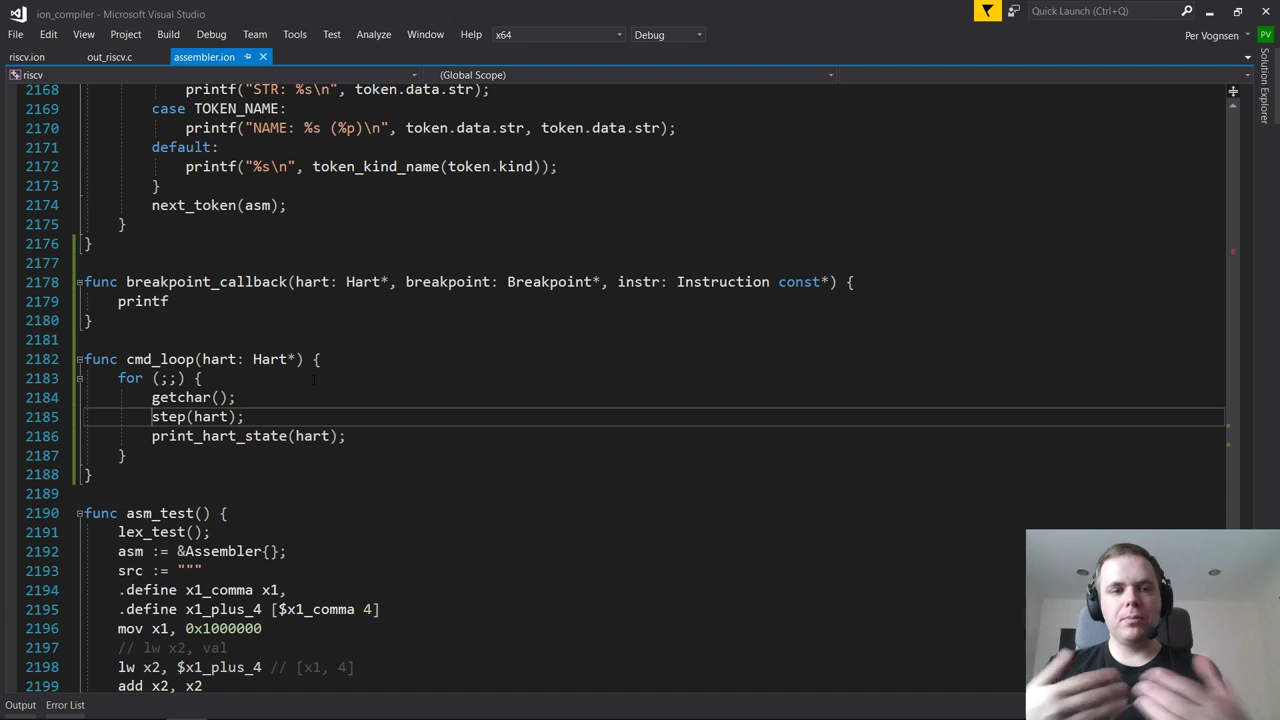 ion_compiler - Microsoft Visual Studio
Quick Launch (Ctrl+Q)
File Edit View Project Build Debug Team Tools Test Analyze Window Help x64 Debug Per Vognsen PV
riscv.ion out_riscv.c assembler.ion
riscv (Global Scope)
Solution Explorer
2168 printf("STR: %s\n", token.data.str);
2169 case TOKEN_NAME:
2170 printf("NAME: %s (%p)\n", token.data.str, token.data.str);
2171 default:
2172 printf("%s\n", token_kind_name(token.kind));
2173 }
2174 next_token(asm);
2175 }
2176 }
2177
2178 func breakpoint_callback(hart: Hart*, breakpoint: Breakpoint*, instr: Instruction const*) {
2179 printf
2180 }
2181
2182 func cmd_loop(hart: Hart*) {
2183 for (;;) {
2184 getchar();
2185 step(hart);
2186 print_hart_state(hart);
2187 }
2188 }
2189
2190 func asm_test() {
2191 lex_test();
2192 asm := &Assembler{};
2193 src := """
2194 .define x1_comma x1,
2195 .define x1_plus_4 [$x1_comma 4]
2196 mov x1, 0x1000000
2197 // lw x2, val
2198 lw x2, $x1_plus_4 // [x1, 4]
2199 add x2, x2
Output Error List